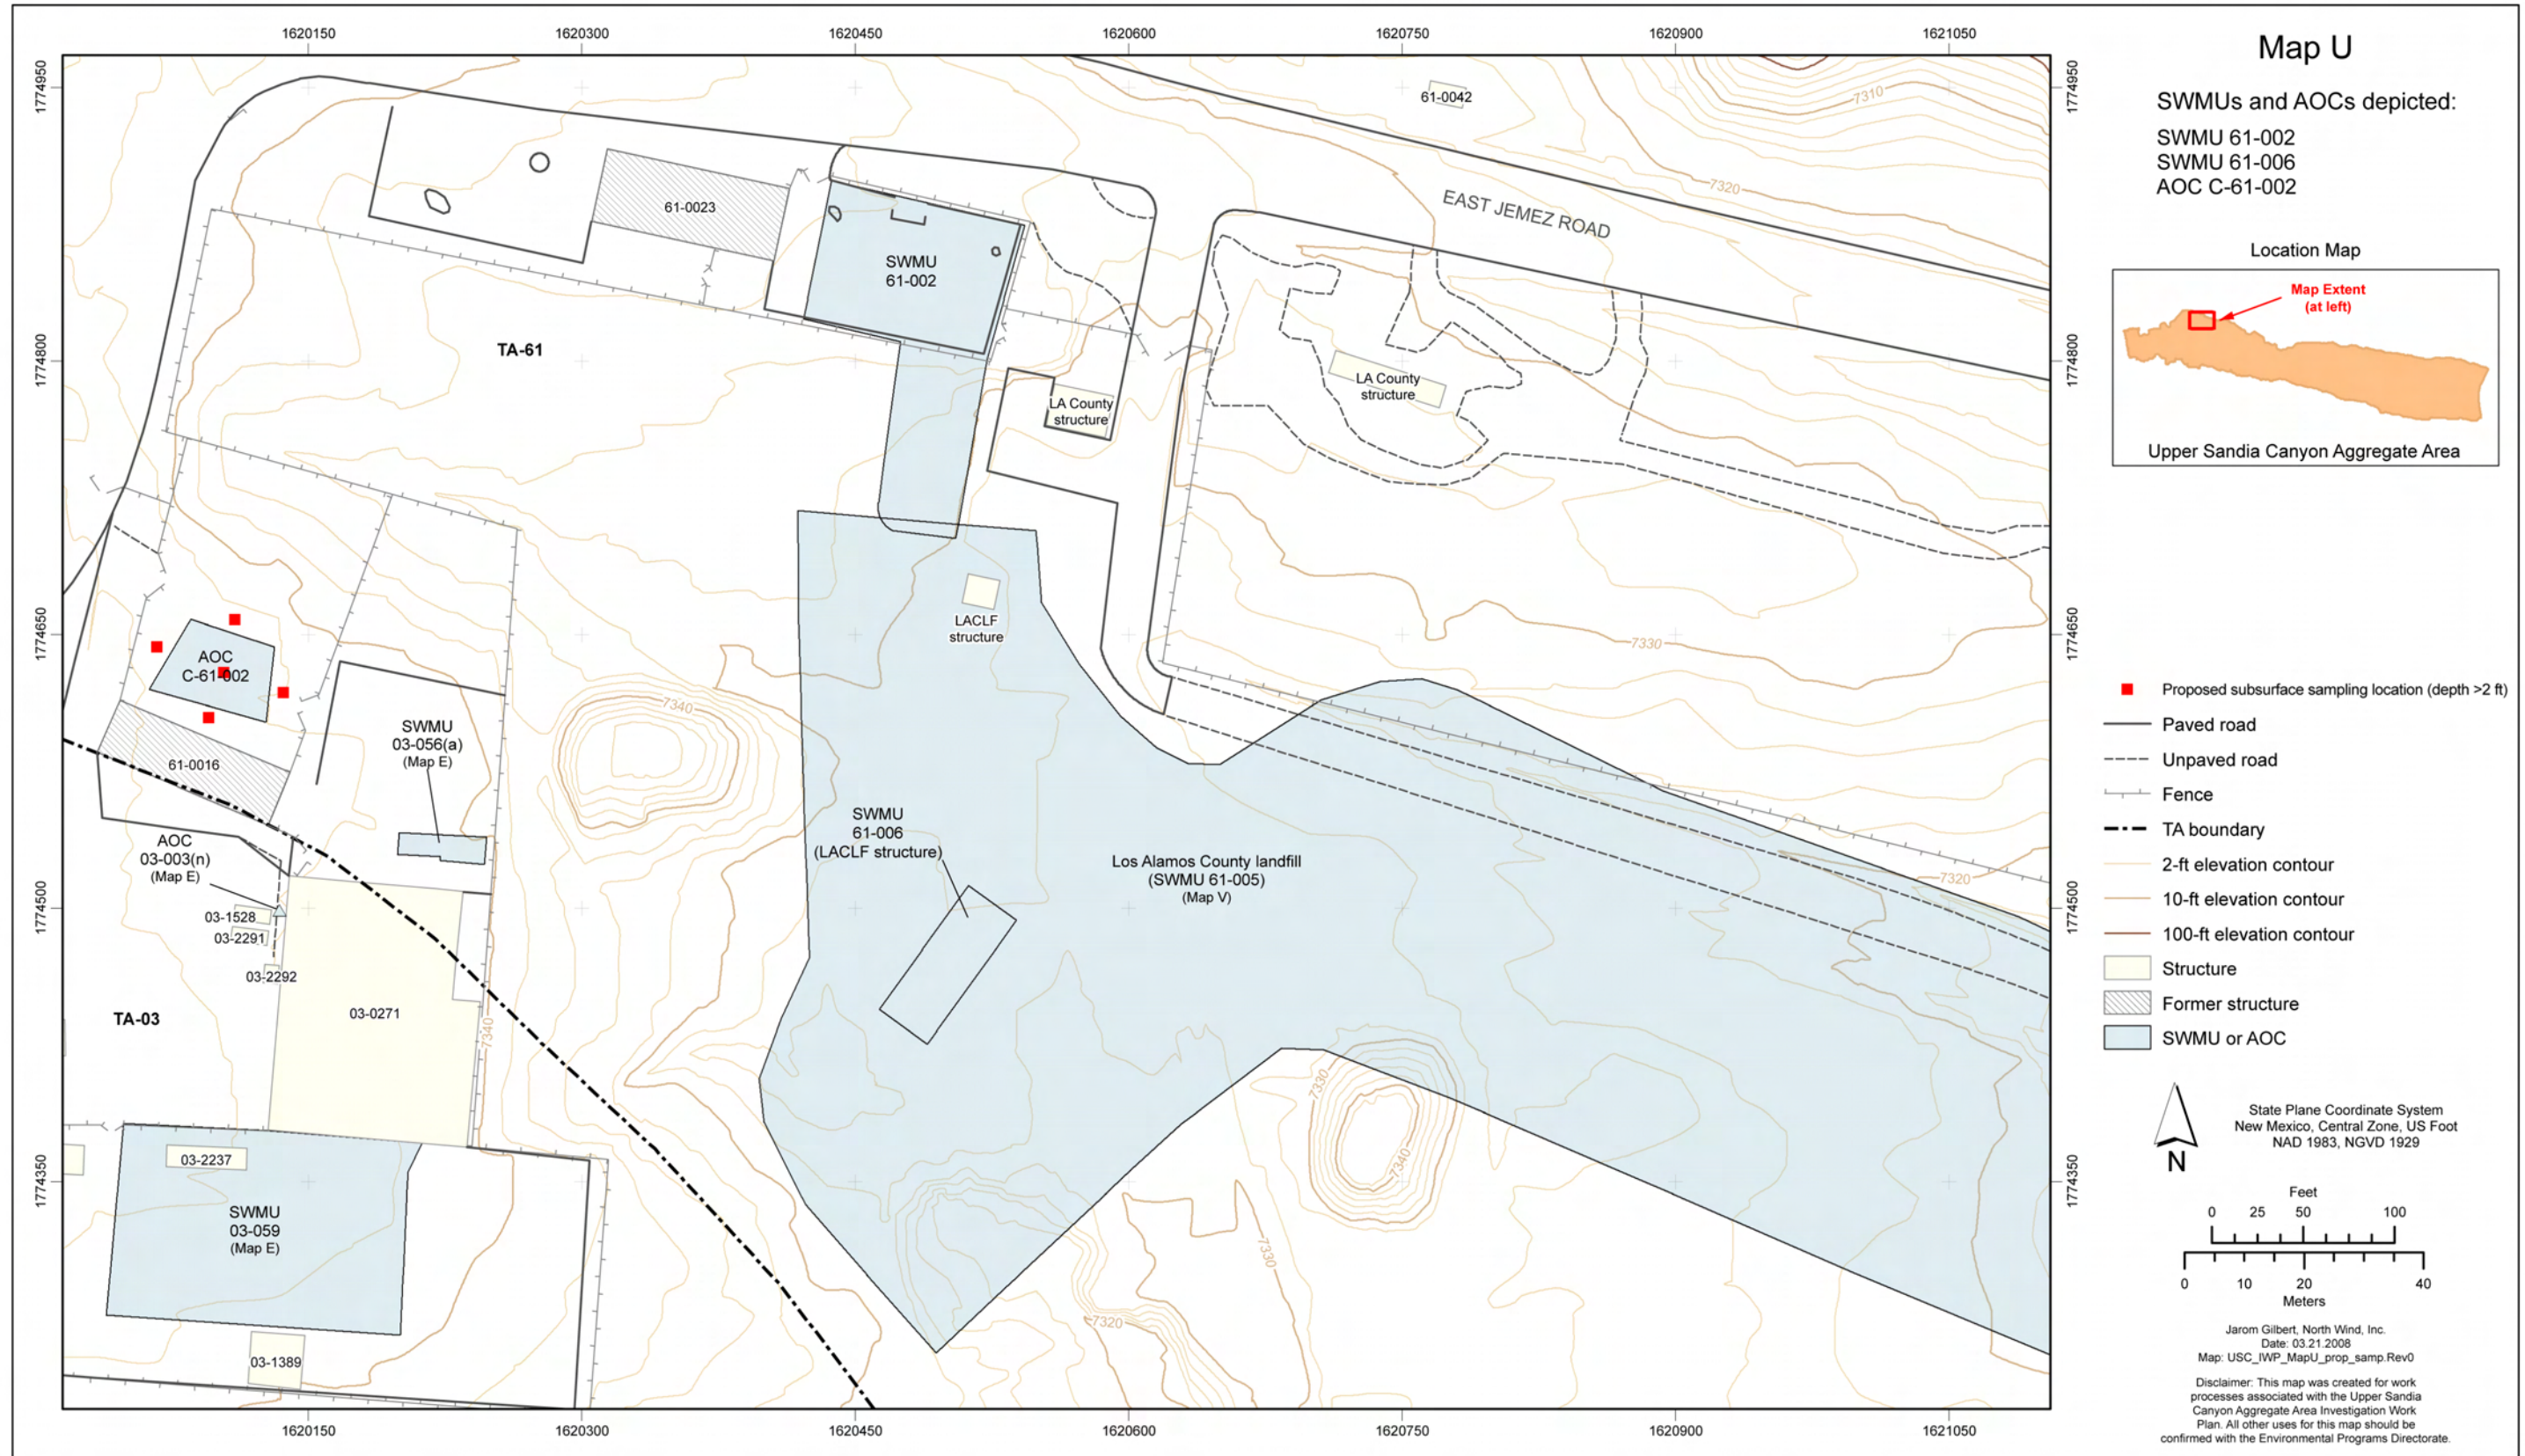 1620150
1620300
1620450
1620600
1620750
1620900
1621050
1774950
1774800
1774650
1774500
1774350
61-0042
7310
7320
EAST JEMEZ ROAD
61-0023
SWMU
61-002
TA-61
LA County
structure
LA County
structure
LACLF
structure
7330
AOC
C-61-002
7340
SWMU
03-056(a)
(Map E)
61-0016
SWMU
61-006
(LACLF structure)
AOC
03-003(n)
(Map E)
Los Alamos County landfill
(SWMU 61-005)
(Map V)
7320
03-1528
03-2291
03-2292
03-0271
TA-03
7340
7330
7340
03-2237
SWMU
03-059
(Map E)
7330
7320
03-1389
1774950
1774800
1774650
1774500
1774350
1620150
1620300
1620450
1620600
1620750
1620900
1621050
Map U
SWMUs and AOCs depicted:
SWMU 61-002
SWMU 61-006
AOC C-61-002
Location Map
Map Extent
(at left)
Upper Sandia Canyon Aggregate Area
Proposed subsurface sampling location (depth >2 ft)
Paved road
Unpaved road
Fence
TA boundary
2-ft elevation contour
10-ft elevation contour
100-ft elevation contour
Structure
Former structure
SWMU or AOC
N
State Plane Coordinate System
New Mexico, Central Zone, US Foot
NAD 1983, NGVD 1929
Feet
0 25 50 100
0 10 20 40
Meters
Jarom Gilbert, North Wind, Inc.
Date: 03.21.2008
Map: USC_IWP_MapU_prop_samp.Rev0
Disclaimer: This map was created for work
processes associated with the Upper Sandia
Canyon Aggregate Area Investigation Work
Plan. All other uses for this map should be
confirmed with the Environmental Programs Directorate.